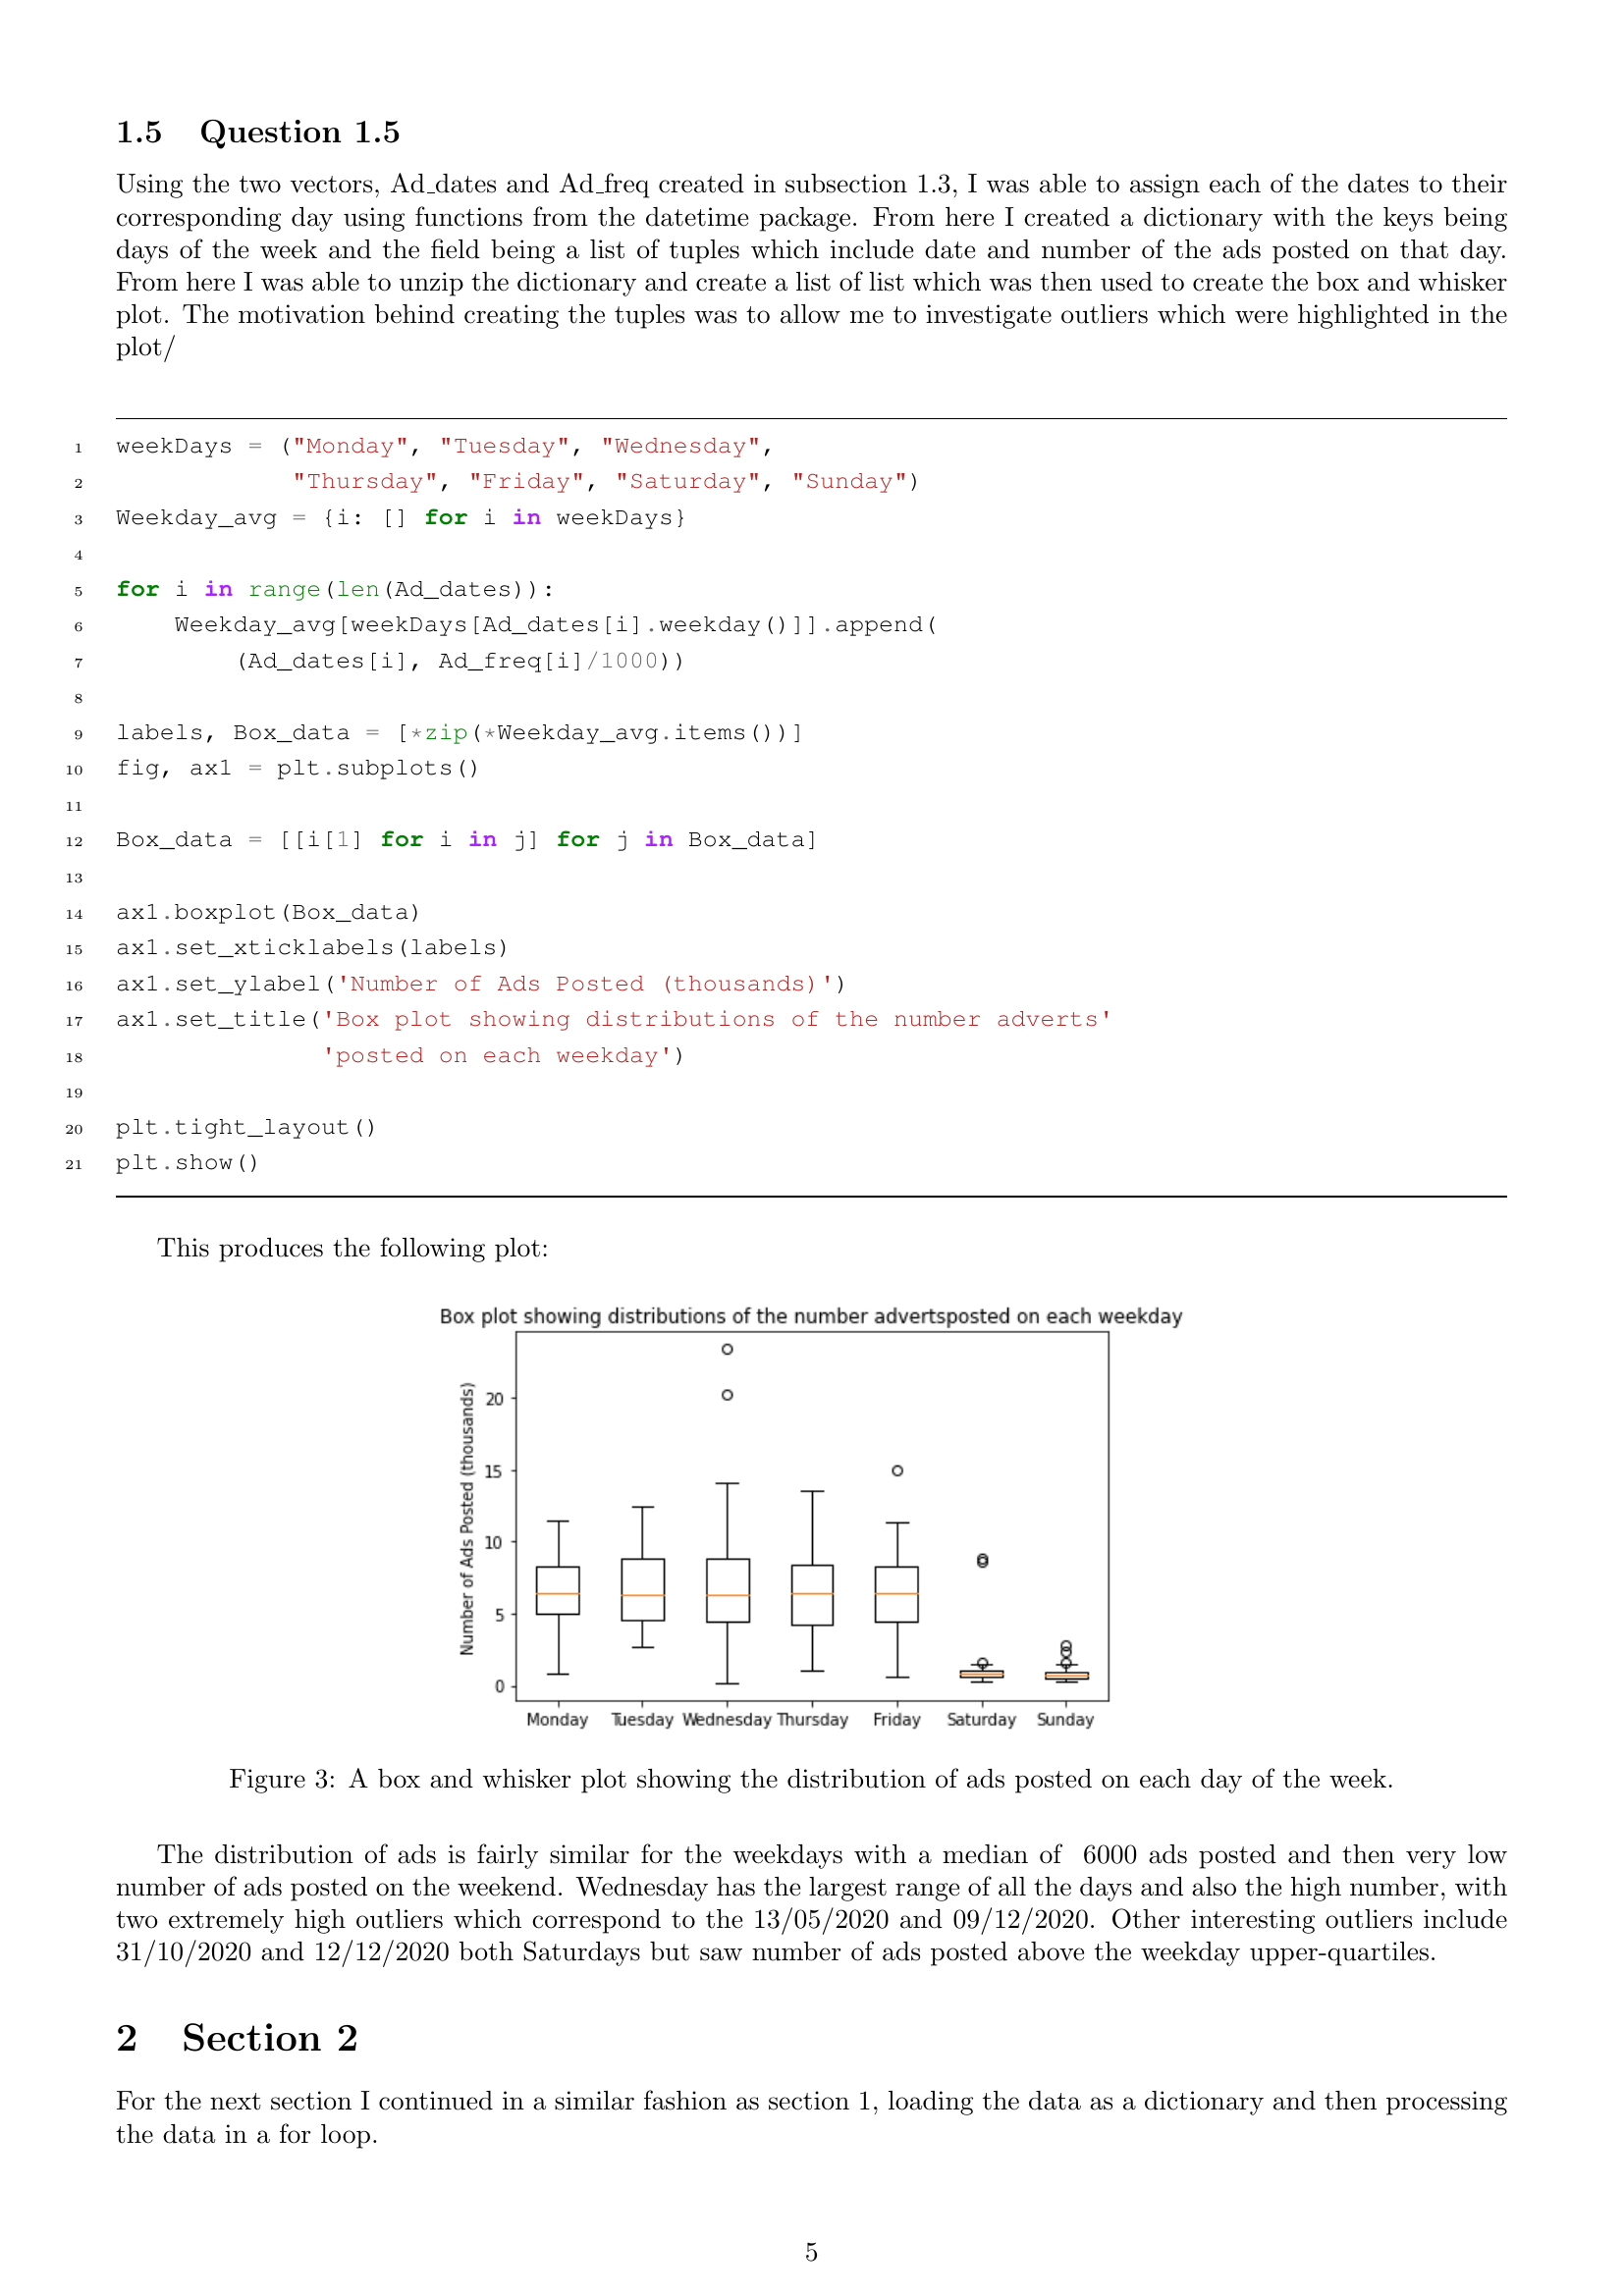 1.5 Question 1.5
Using the two vectors, Ad_dates and Ad_freq created in subsection 1.3, I was able to assign each of the dates to their
corresponding day using functions from the datetime package. From here I created a dictionary with the keys being
days of the week and the field being a list of tuples which include date and number of the ads posted on that day.
From here I was able to unzip the dictionary and create a list of list which was then used to create the box and whisker
plot. The motivation behind creating the tuples was to allow me to investigate outliers which were highlighted in the
plot/
1 weekDays = ("Monday", "Tuesday", "Wednesday",
2             "Thursday", "Friday", "Saturday", "Sunday")
3 Weekday_avg = {i: [] for i in weekDays}
4
5 for i in range(len(Ad_dates)):
6     Weekday_avg[weekDays[Ad_dates[i].weekday()]].append(
7         (Ad_dates[i], Ad_freq[i]/1000))
8
9 labels, Box_data = [*zip(*Weekday_avg.items())]
10 fig, ax1 = plt.subplots()
11
12 Box_data = [[i[1] for i in j] for j in Box_data]
13
14 ax1.boxplot(Box_data)
15 ax1.set_xticklabels(labels)
16 ax1.set_ylabel('Number of Ads Posted (thousands)')
17 ax1.set_title('Box plot showing distributions of the number adverts'
18               'posted on each weekday')
19
20 plt.tight_layout()
21 plt.show()
This produces the following plot:
Box plot showing distributions of the number advertsposted on each weekday
Number of Ads Posted (thousands)
20
15
10
5
0
Monday Tuesday Wednesday Thursday Friday Saturday Sunday
Figure 3: A box and whisker plot showing the distribution of ads posted on each day of the week.
The distribution of ads is fairly similar for the weekdays with a median of 6000 ads posted and then very low
number of ads posted on the weekend. Wednesday has the largest range of all the days and also the high number, with
two extremely high outliers which correspond to the 13/05/2020 and 09/12/2020. Other interesting outliers include
31/10/2020 and 12/12/2020 both Saturdays but saw number of ads posted above the weekday upper-quartiles.
2 Section 2
For the next section I continued in a similar fashion as section 1, loading the data as a dictionary and then processing
the data in a for loop.
5